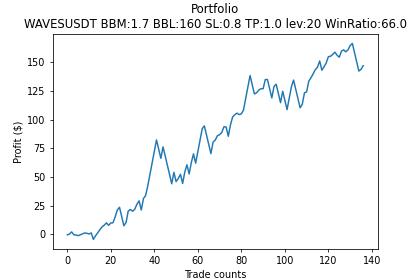 Portfolio
WAVESUSDT BBM:1.7 BBL:160 SL:0.8 TP:1.0 lev:20 WinRatio:66.0
Profit ($)
150
125
100
75
50
25
0
0 20 40 60 80 100 120 140
Trade counts